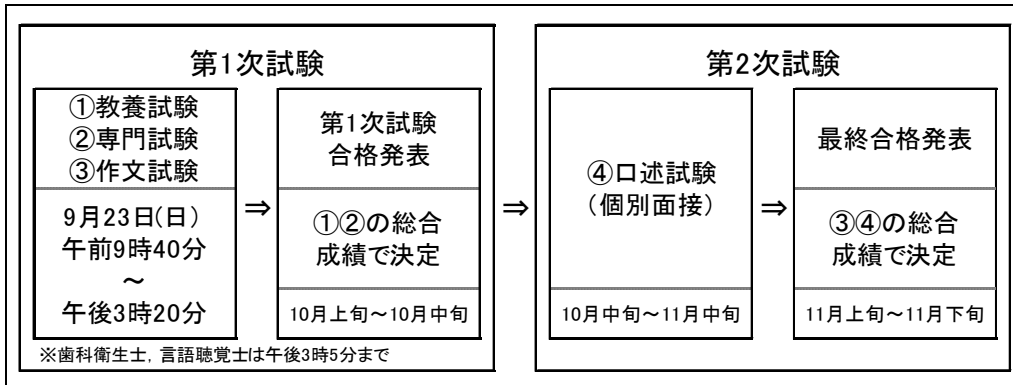 第1次試験
①教養試験
②専門試験
③作文試験
9月23日(日)
午前9時40分
～
午後3時20分
⇒
第1次試験
合格発表
①②の総合
成績で決定
10月上旬～10月中旬
※歯科衛生士，言語聴覚士は午後3時5分まで
⇒
第2次試験
④口述試験
（個別面接）
10月中旬～11月中旬
⇒
最終合格発表
③④の総合
成績で決定
11月上旬～11月下旬